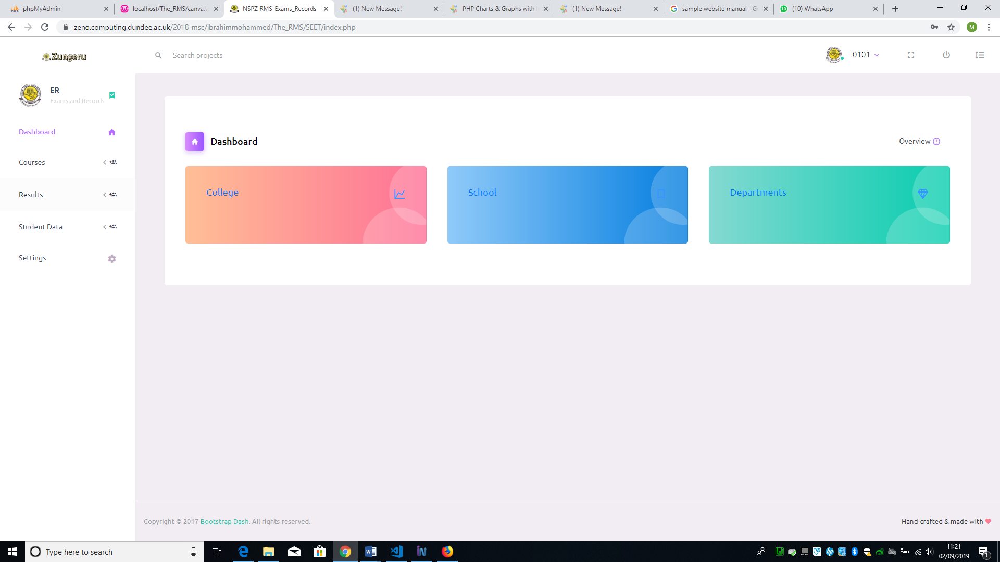 phpMyAdmin
localhost/The_RMS/canvaJ.p
NSPZ RMS-Exams_Records
(1) New Message!
PHP Charts & Graphs with
(1) New Message!
sample website manual - G
10
(10) WhatsApp
zeno.computing.dundee.ac.uk/2018-msc/ibrahimmohammed/The_RMS/SEET/index.php
M
Zungeru
Search projects
0101
ER
Exams and Records
Dashboard
Courses
Results
Student Data
Settings
Dashboard
Overview
College
School
Departments
Copyright © 2017 Bootstrap Dash. All rights reserved.
Hand-crafted & made with
Type here to search
11:21
02/09/2019
1